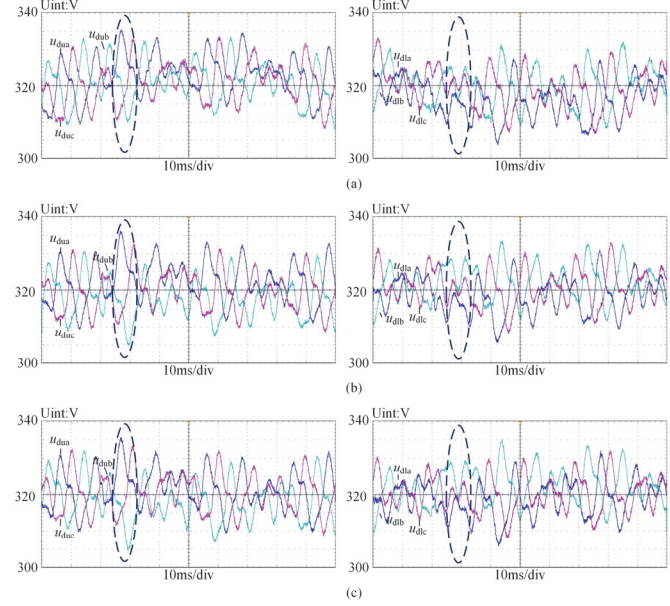 Uint:V
340
u_dua
u_dub
320
u_duc
300
10ms/div
Uint:V
340
u_dla
320
u_dlb
u_dlc
300
10ms/div
(a)
Uint:V
340
u_dua
u_dub
320
u_duc
300
10ms/div
Uint:V
340
u_dla
320
u_dlb
u_dlc
300
10ms/div
(b)
Uint:V
340
u_dua
u_dub
320
u_duc
300
10ms/div
Uint:V
340
u_dla
320
u_dlb
u_dlc
300
10ms/div
(c)